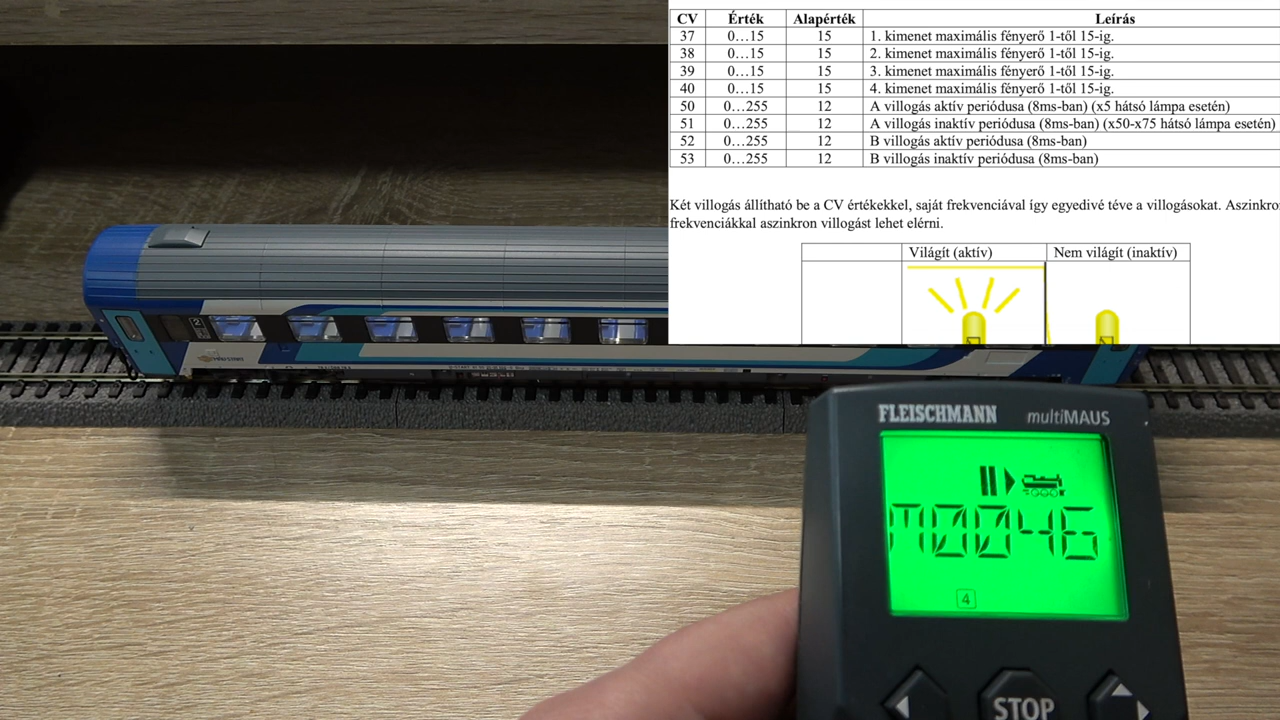 CV Érték Alapérték Leírás
37 0…15 15 1. kimenet maximális fényerő 1-től 15-ig.
38 0…15 15 2. kimenet maximális fényerő 1-től 15-ig.
39 0…15 15 3. kimenet maximális fényerő 1-től 15-ig.
40 0…15 15 4. kimenet maximális fényerő 1-től 15-ig.
50 0…255 12 A villogás aktív periódusa (8ms-ban) (x5 hátsó lámpa esetén)
51 0…255 12 A villogás inaktív periódusa (8ms-ban) (x50-x75 hátsó lámpa esetén)
52 0…255 12 B villogás aktív periódusa (8ms-ban)
53 0…255 12 B villogás inaktív periódusa (8ms-ban)
Két villogás állítható be a CV értékekkel, saját frekvenciával így egyedivé téve a villogásokat. Aszinkro
frekvenciákkal aszinkron villogást lehet elérni.
Világít (aktív) Nem világít (inaktív)
2
FLEISCHMANN multiMAUS
M0046
4
STOP